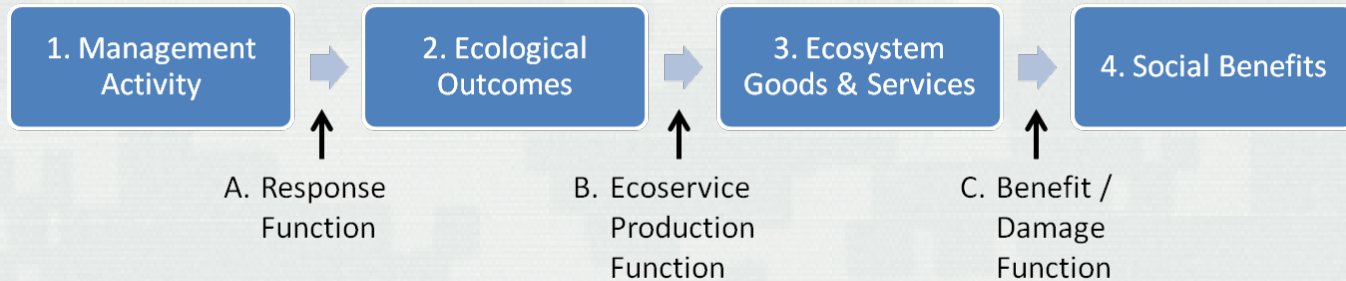 1. Management
Activity
2. Ecological
Outcomes
3. Ecosystem
Goods & Services
4. Social Benefits
A. Response
Function
B. Ecoservice
Production
Function
C. Benefit /
Damage
Function